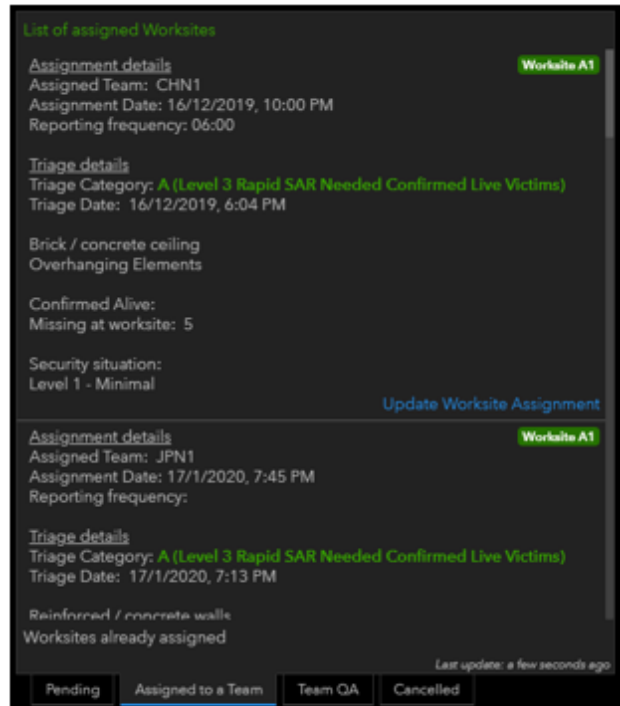 List of assigned Worksites
Assignment details
Worksite A1
Assigned Team: CHN1
Assignment Date: 16/12/2019, 10:00 PM
Reporting frequency: 06:00
Triage details
Triage Category: A (Level 3 Rapid SAR Needed Confirmed Live Victims)
Triage Date: 16/12/2019, 6:04 PM
Brick / concrete ceiling
Overhanging Elements
Confirmed Alive:
Missing at worksite: 5
Security situation:
Level 1 - Minimal
Update Worksite Assignment
Assignment details
Worksite A1
Assigned Team: JPN1
Assignment Date: 17/1/2020, 7:45 PM
Reporting frequency:
Triage details
Triage Category: A (Level 3 Rapid SAR Needed Confirmed Live Victims)
Triage Date: 17/1/2020, 7:13 PM
Reinforced / concrete walls
Worksites already assigned
Last update: a few seconds ago
Pending Assigned to a Team Team QA Cancelled